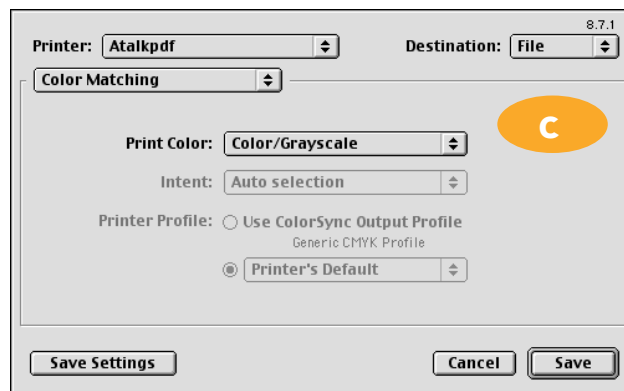 8.7.1
Printer: Atalkpdf Destination: File
Color Matching
C
Print Color: Color/Grayscale
Intent: Auto selection
Printer Profile: Use ColorSync Output Profile
Generic CMYK Profile
Printer's Default
Save Settings Cancel Save